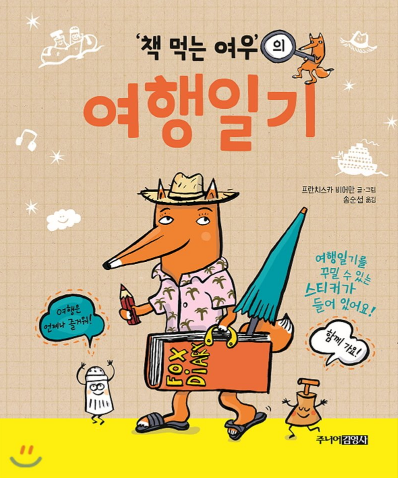 '책 먹는 여우'의
여행일기
프란치스카 비어만 글·그림
송순섭 옮김
여행일기를
꾸밀 수 있는
스티커가
들어 있어요!
여행은
언제나 즐거워!
함께 가요!
FOX
DIARY
주니어김영사